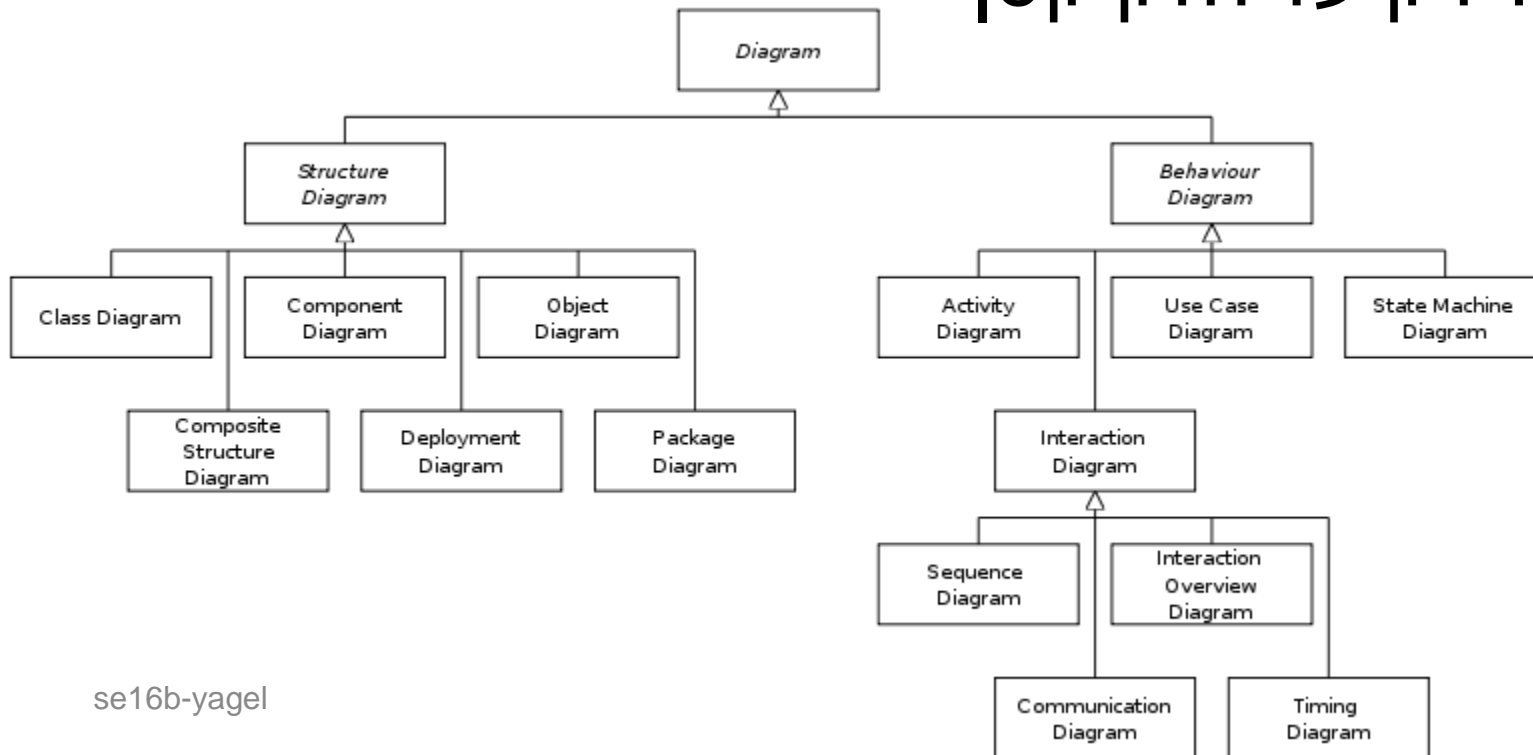 Diagram
Structure
Diagram
Behaviour
Diagram
Class Diagram
Component
Diagram
Object
Diagram
Activity
Diagram
Use Case
Diagram
State Machine
Diagram
Composite
Structure
Diagram
Deployment
Diagram
Package
Diagram
Interaction
Diagram
Sequence
Diagram
Interaction
Overview
Diagram
Communication
Diagram
Timing
Diagram
se16b-yagel